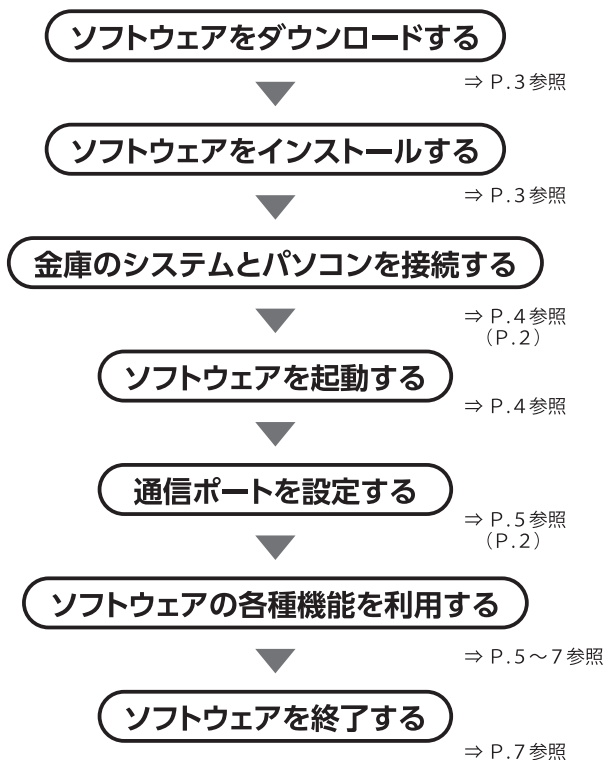 ソフトウェアをダウンロードする
⇒ P.3参照
ソフトウェアをインストールする
⇒ P.3参照
金庫のシステムとパソコンを接続する
⇒ P.4参照
（P.2）
ソフトウェアを起動する
⇒ P.4参照
通信ポートを設定する
⇒ P.5参照
（P.2）
ソフトウェアの各種機能を利用する
⇒ P.5～7参照
ソフトウェアを終了する
⇒ P.7参照